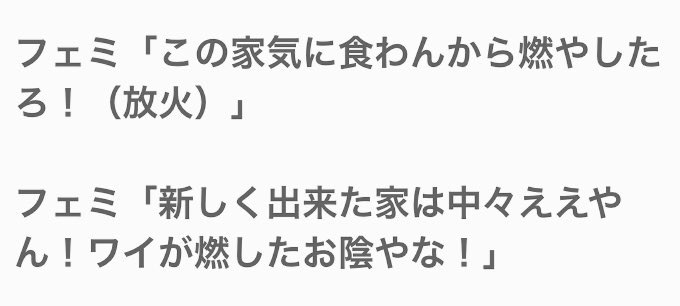 フェミ「この家気に食わんから燃やした
ろ！（放火）」
フェミ「新しく出来た家は中々ええや
ん！ワイが燃したお陰やな！」